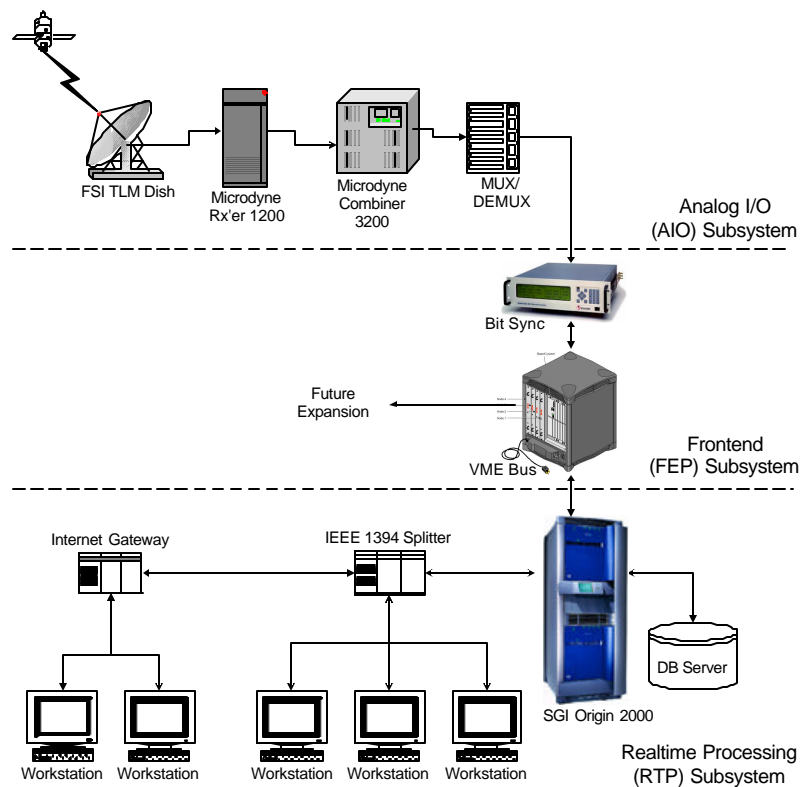 FSI TLM Dish
Microdyne
Rx'er 1200
Microdyne
Combiner
3200
MUX/
DEMUX
Analog I/O
(AIO) Subsystem
Bit Sync
Future
Expansion
VME Bus
Frontend
(FEP) Subsystem
Internet Gateway
IEEE 1394 Splitter
DB Server
SGI Origin 2000
Workstation
Workstation
Workstation
Workstation
Workstation
Realtime Processing
(RTP) Subsystem